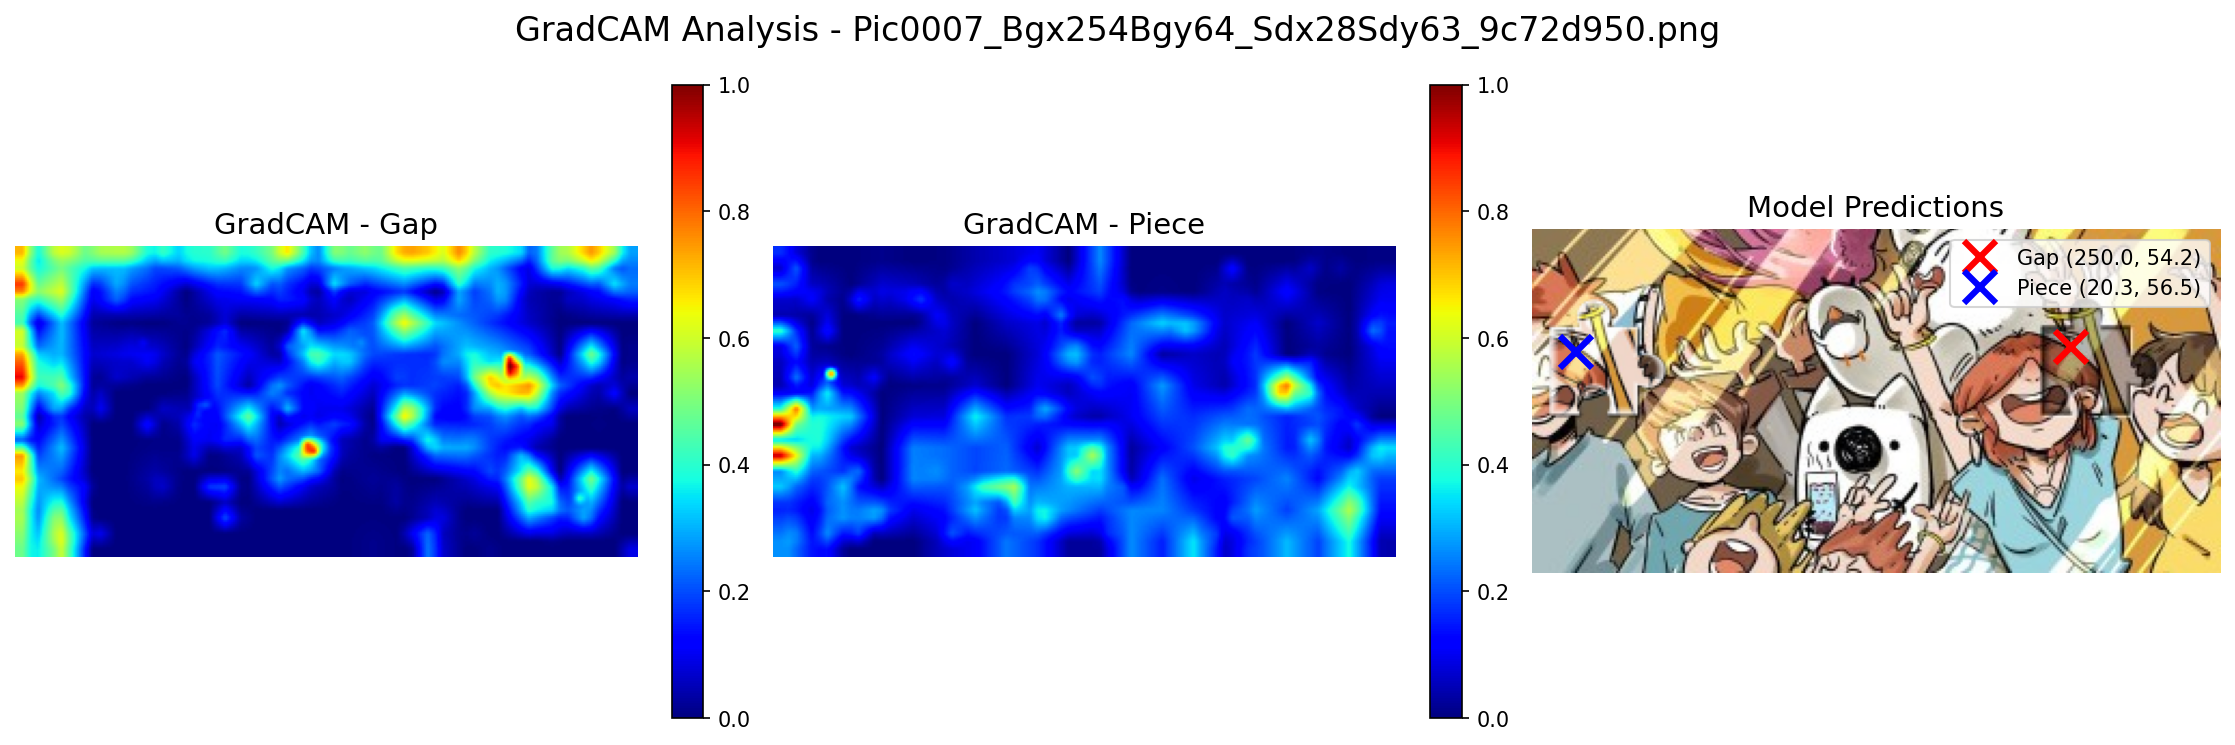 GradCAM Analysis - Pic0007_Bgx254Bgy64_Sdx28Sdy63_9c72d950.png
GradCAM - Gap
1.0
0.8
0.6
0.4
0.2
0.0
GradCAM - Piece
1.0
0.8
0.6
0.4
0.2
0.0
Model Predictions
Gap (250.0, 54.2)
Piece (20.3, 56.5)